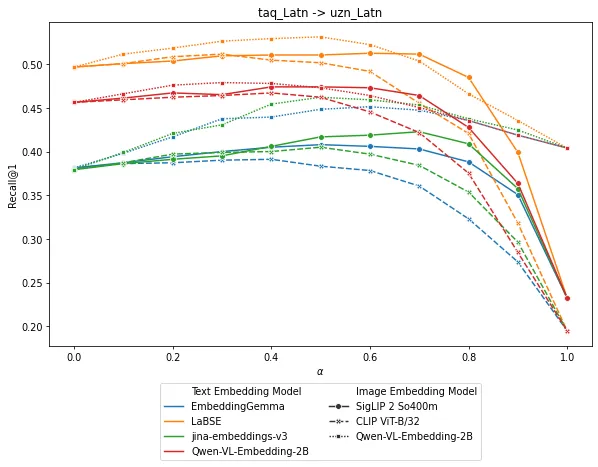 taq_Latn -> uzn_Latn
Recall@1
0.50
0.45
0.40
0.35
0.30
0.25
0.20
0.0
0.2
0.4
0.6
0.8
1.0
α
Text Embedding Model
EmbeddingGemma
LaBSE
jina-embeddings-v3
Qwen-VL-Embedding-2B
Image Embedding Model
SigLIP 2 So400m
CLIP ViT-B/32
Qwen-VL-Embedding-2B